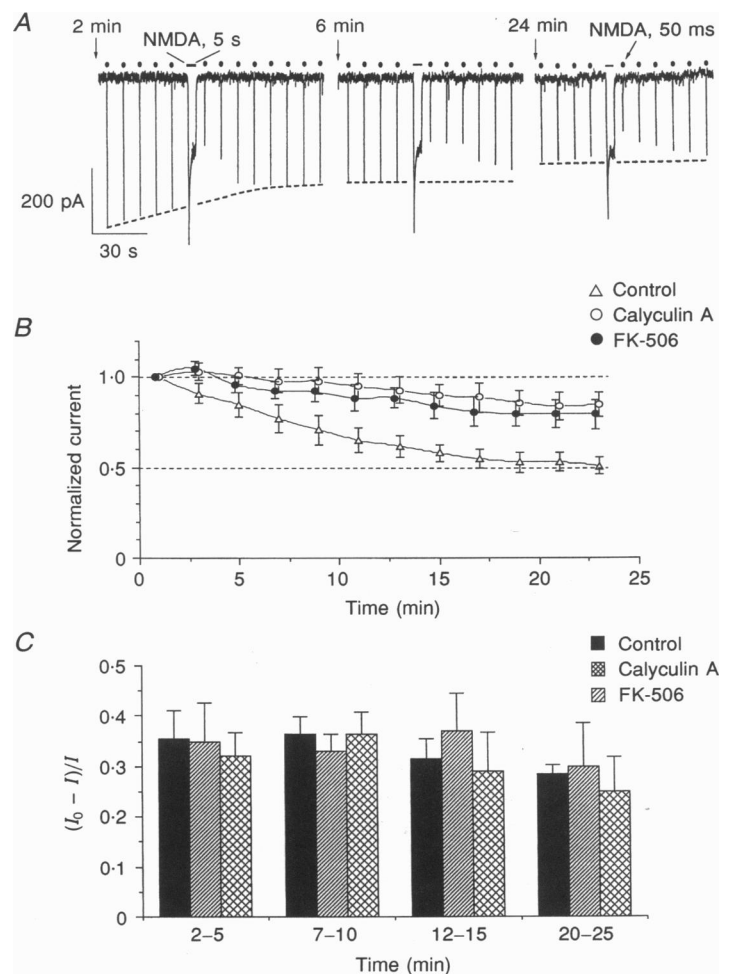 A
2 min
6 min
24 min
NMDA, 5 s
NMDA, 50 ms
200 pA
30 s
B
Control
Calyculin A
FK-506
Normalized current
1·0
0·5
0
0
5
10
15
20
25
Time (min)
C
Control
Calyculin A
FK-506
(I₀ − I)/I
0·5
0·4
0·3
0·2
0·1
0
2–5
7–10
12–15
20–25
Time (min)